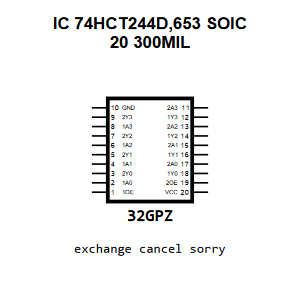 IC 74HCT244D,653 SOIC
20 300MIL
10 GND 2A3 11
9 2Y3 1Y3 12
8 1A3 2A2 13
7 2Y2 1Y2 14
6 1A2 2A1 15
5 2Y1 1Y1 16
4 1A1 2A0 17
3 2Y0 1Y0 18
2 1A0 2OE 19
1 1OE VCC 20
32GPZ
exchange cancel sorry